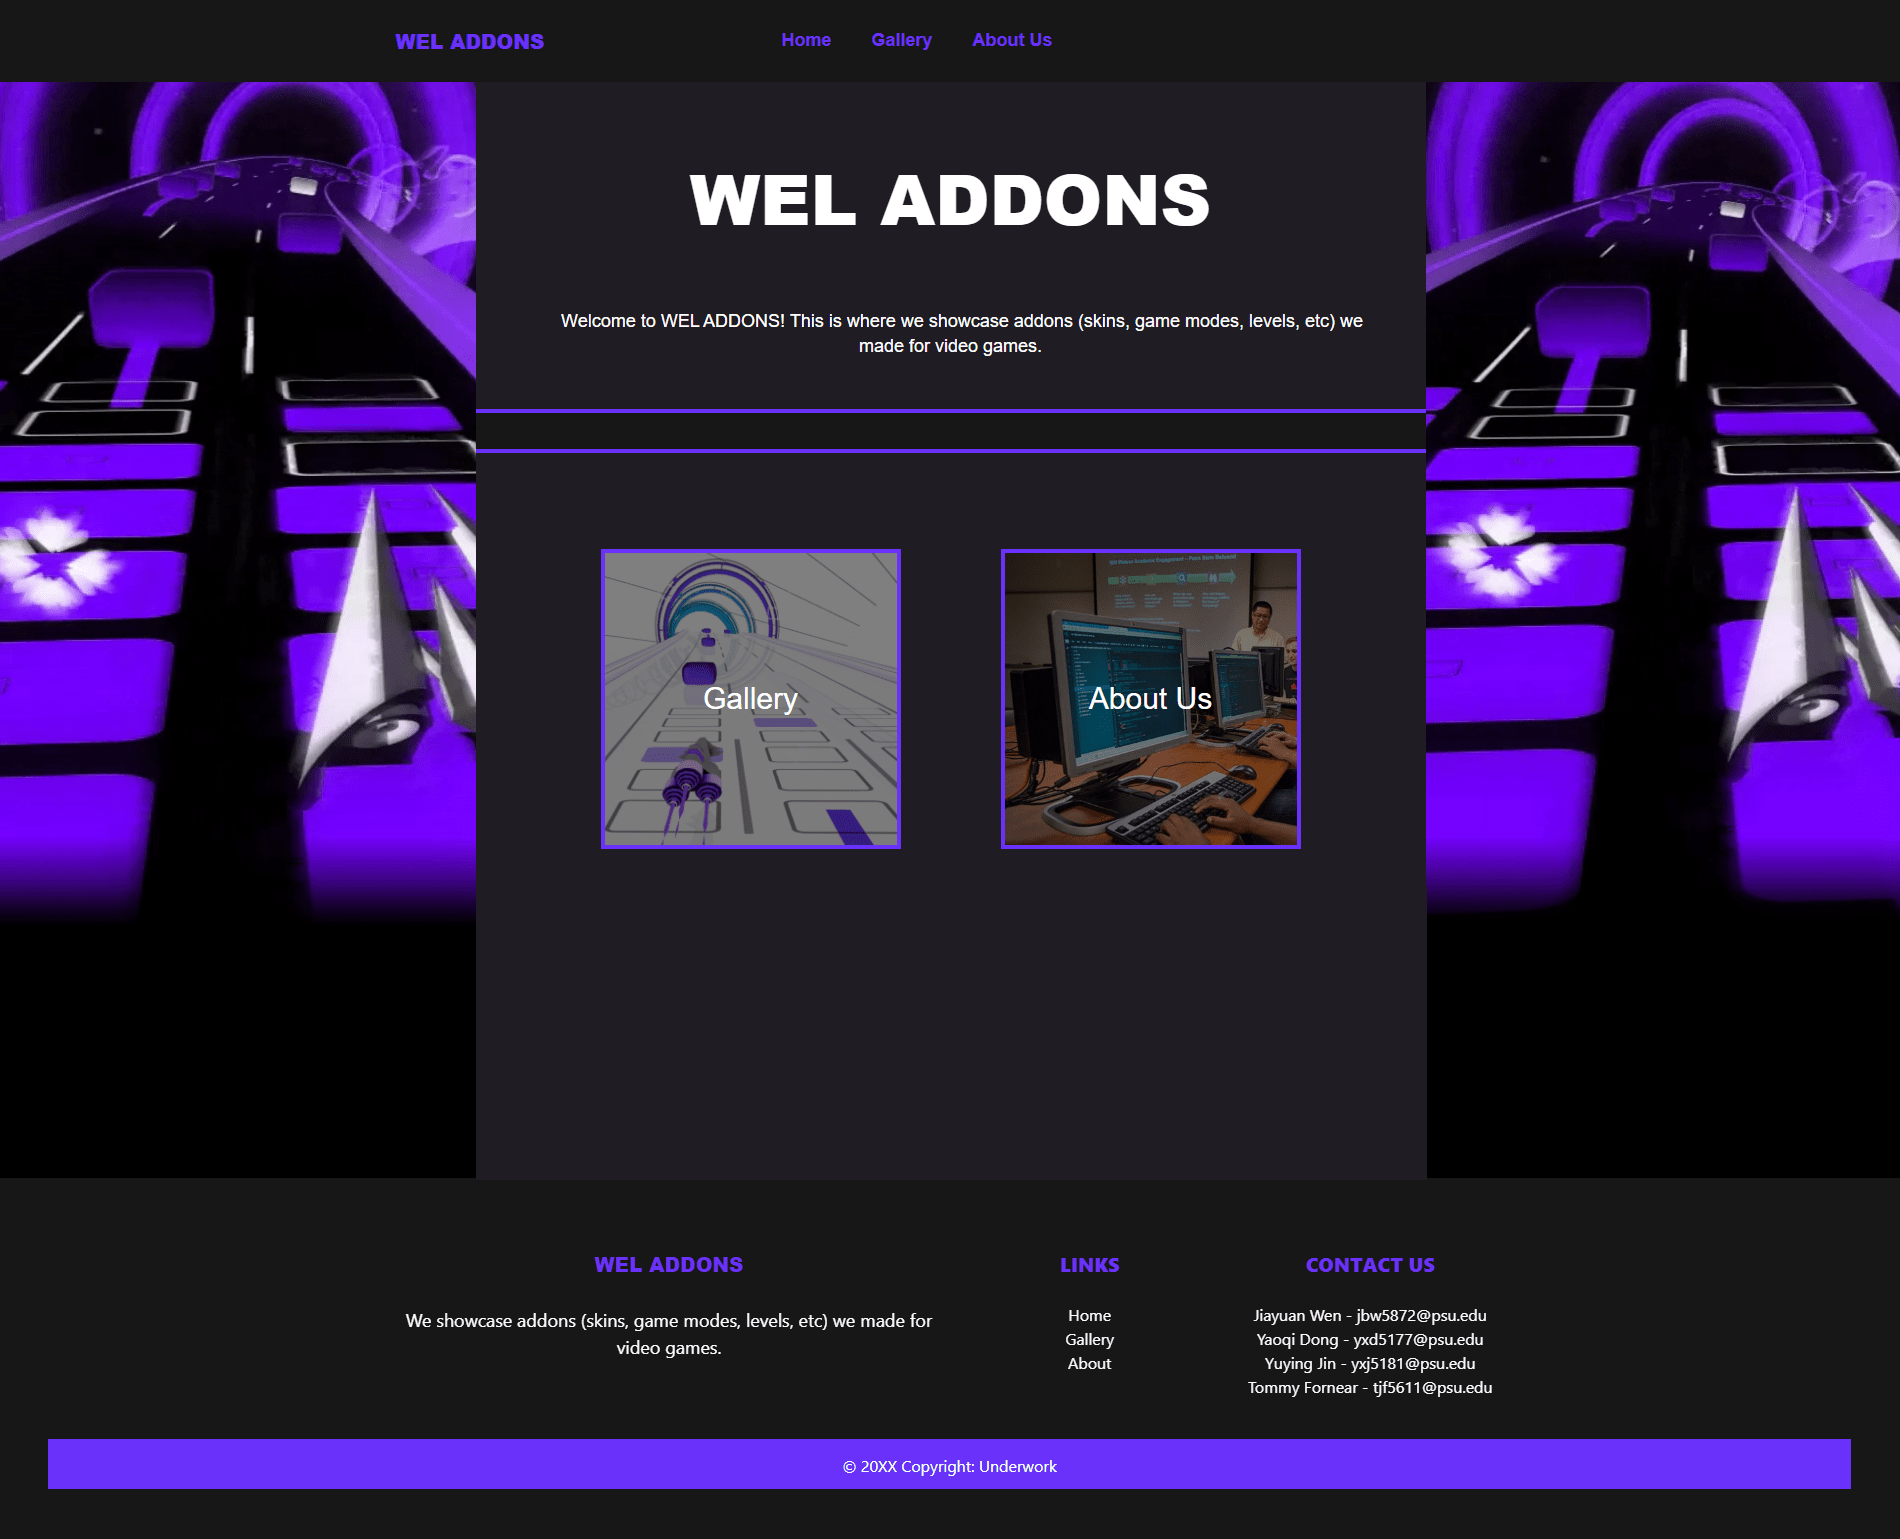 WEL ADDONS
Home Gallery About Us
WEL ADDONS
Welcome to WEL ADDONS! This is where we showcase addons (skins, game modes, levels, etc) we
made for video games.
Gallery
About Us
WEL ADDONS
We showcase addons (skins, game modes, levels, etc) we made for
video games.
LINKS
Home
Gallery
About
CONTACT US
Jiayuan Wen - jbw5872@psu.edu
Yaoqi Dong - yxd5177@psu.edu
Yuying Jin - yxj5181@psu.edu
Tommy Fornear - tjf5611@psu.edu
© 20XX Copyright: Underwork